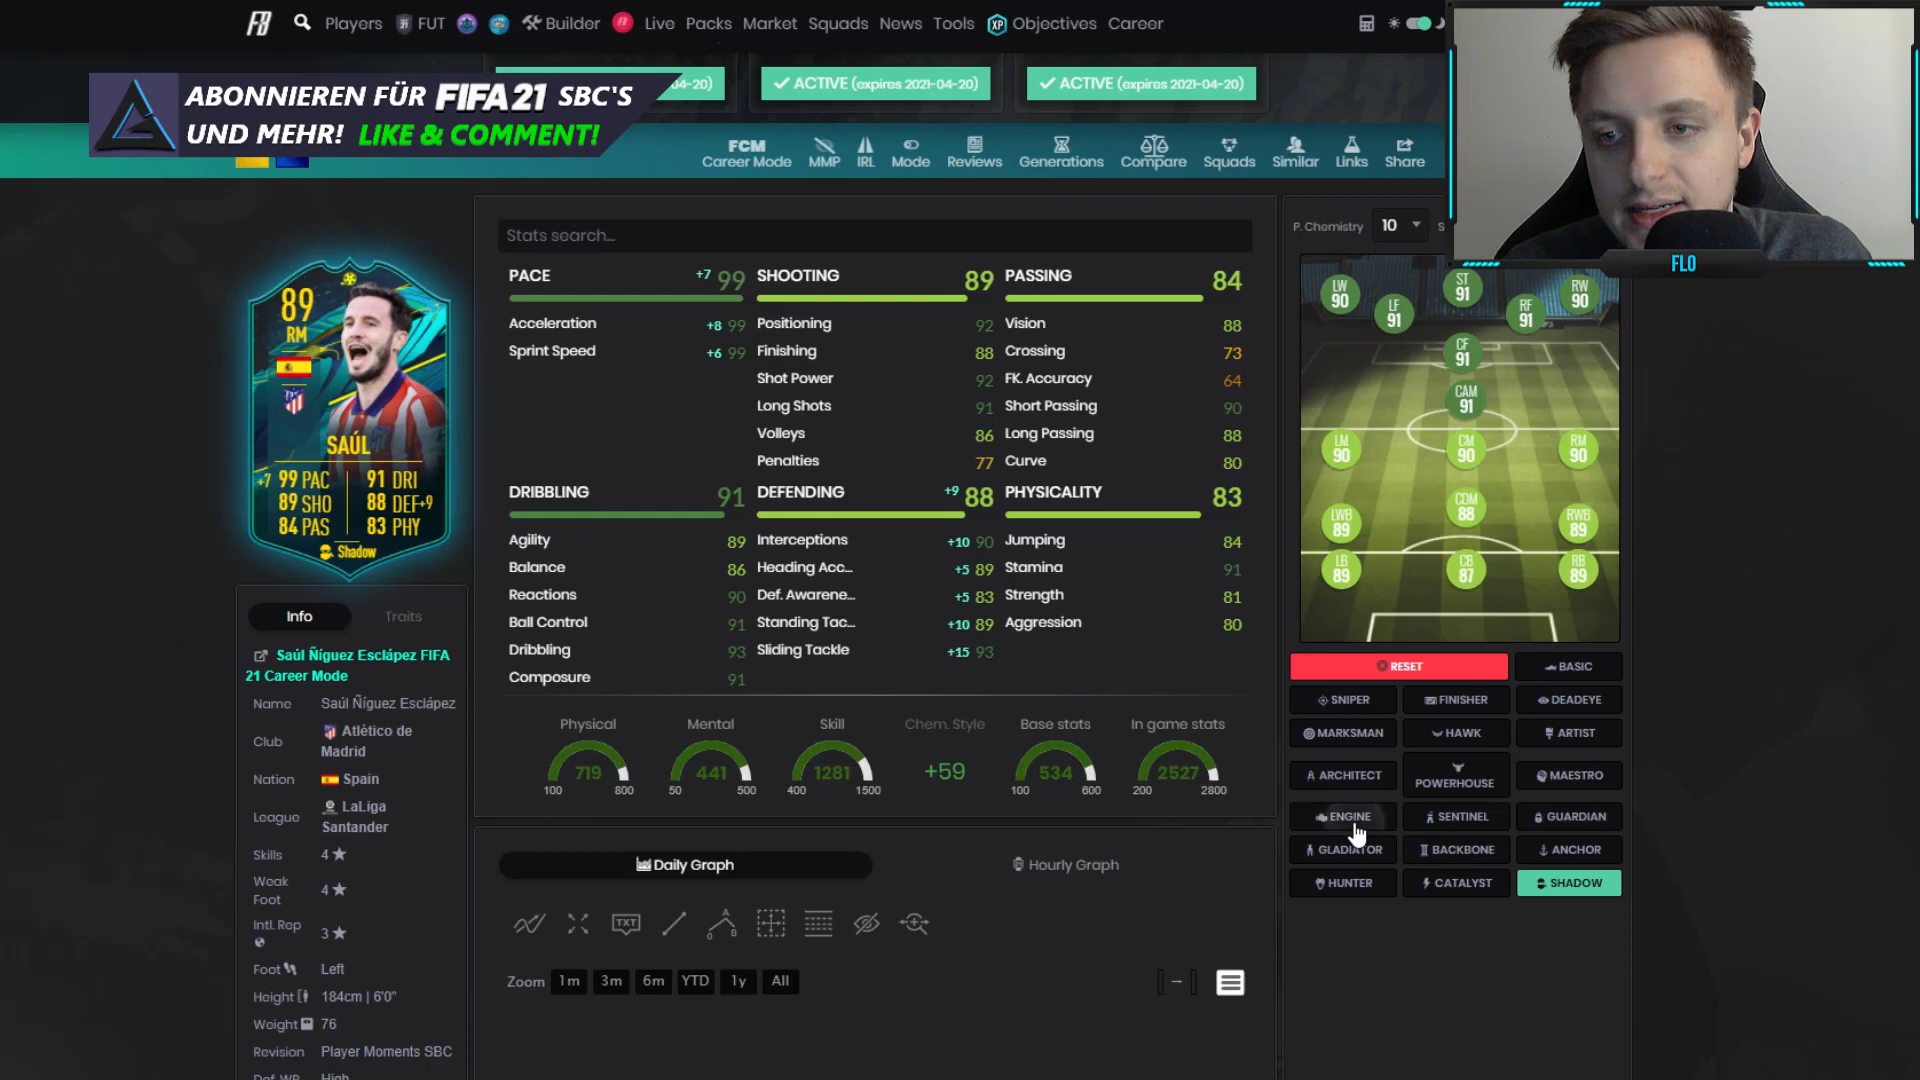 Players FUT Builder Live Packs Market Squads News Tools XP Objectives Career
04-20)
ACTIVE (expires 2021-04-20)
ACTIVE (expires 2021-04-20)
ABONNIEREN FÜR FIFA 21 SBC'S
UND MEHR! LIKE & COMMENT!
FCM
Career Mode
MMP
IRL
Mode
Reviews
Generations
Compare
Squads
Similar
Links
Share
FLO
Stats search...
P. Chemistry 10
89
RM
SAÚL
+7 99 PAC 91 DRI
89 SHO 88 DEF+9
84 PAS 83 PHY
Shadow
PACE +7 99
Acceleration +8 99
Sprint Speed +6 99
SHOOTING 89
Positioning 92
Finishing 88
Shot Power 92
Long Shots 91
Volleys 86
Penalties 77
PASSING 84
Vision 88
Crossing 73
FK. Accuracy 64
Short Passing 90
Long Passing 88
Curve 80
DRIBBLING 91
Agility 89
Balance 86
Reactions 90
Ball Control 91
Dribbling 93
Composure 91
DEFENDING +9 88
Interceptions +10 90
Heading Acc... +5 89
Def. Awarene... +5 83
Standing Tac... +10 89
Sliding Tackle +15 93
PHYSICALITY 83
Jumping 84
Stamina 91
Strength 81
Aggression 80
Physical
719
100 800
Mental
441
50 500
Skill
1281
400 1500
Chem. Style
+59
Base stats
534
100 600
In game stats
2527
200 2800
Info Traits
Saúl Ñíguez Esclápez FIFA
21 Career Mode
Name Saúl Ñíguez Esclápez
Club Atlético de
Madrid
Nation Spain
League LaLiga
Santander
Skills 4
Weak
Foot 4
Intl. Rep 3
Foot Left
Height 184cm | 6'0"
Weight 76
Revision Player Moments SBC
Def. WR High
Daily Graph
Hourly Graph
TXT
A
0 B
Zoom 1m 3m 6m YTD 1y All
LW
90
ST
91
RW
90
LF
91
RF
91
CF
91
CAM
91
LM
90
CM
90
RM
90
LWB
89
CDM
88
RWB
89
LB
89
CB
87
RB
89
RESET
BASIC
SNIPER FINISHER DEADEYE
MARKSMAN HAWK ARTIST
ARCHITECT POWERHOUSE MAESTRO
ENGINE SENTINEL GUARDIAN
GLADIATOR BACKBONE ANCHOR
HUNTER CATALYST SHADOW